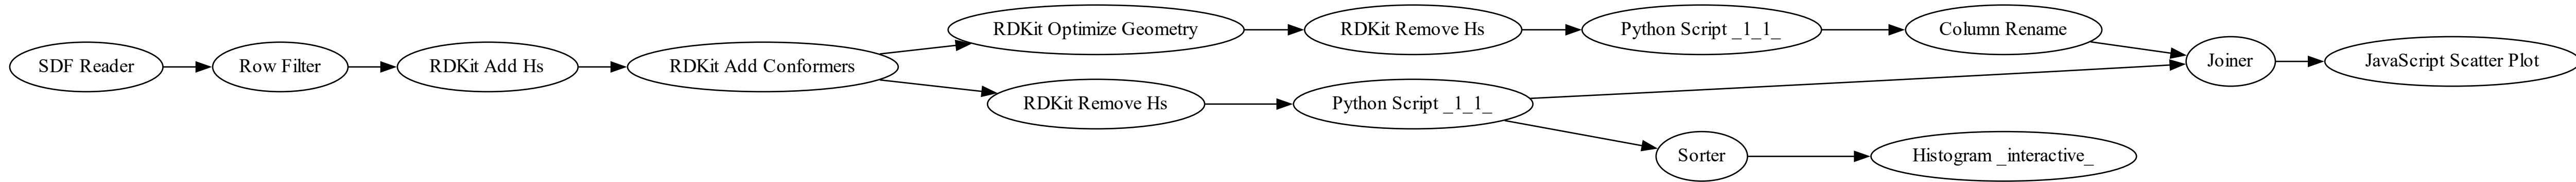 SDF Reader
Row Filter
RDKit Add Hs
RDKit Add Conformers
RDKit Optimize Geometry
RDKit Remove Hs
Python Script _1_1_
Column Rename
RDKit Remove Hs
Python Script _1_1_
Joiner
JavaScript Scatter Plot
Sorter
Histogram _interactive_